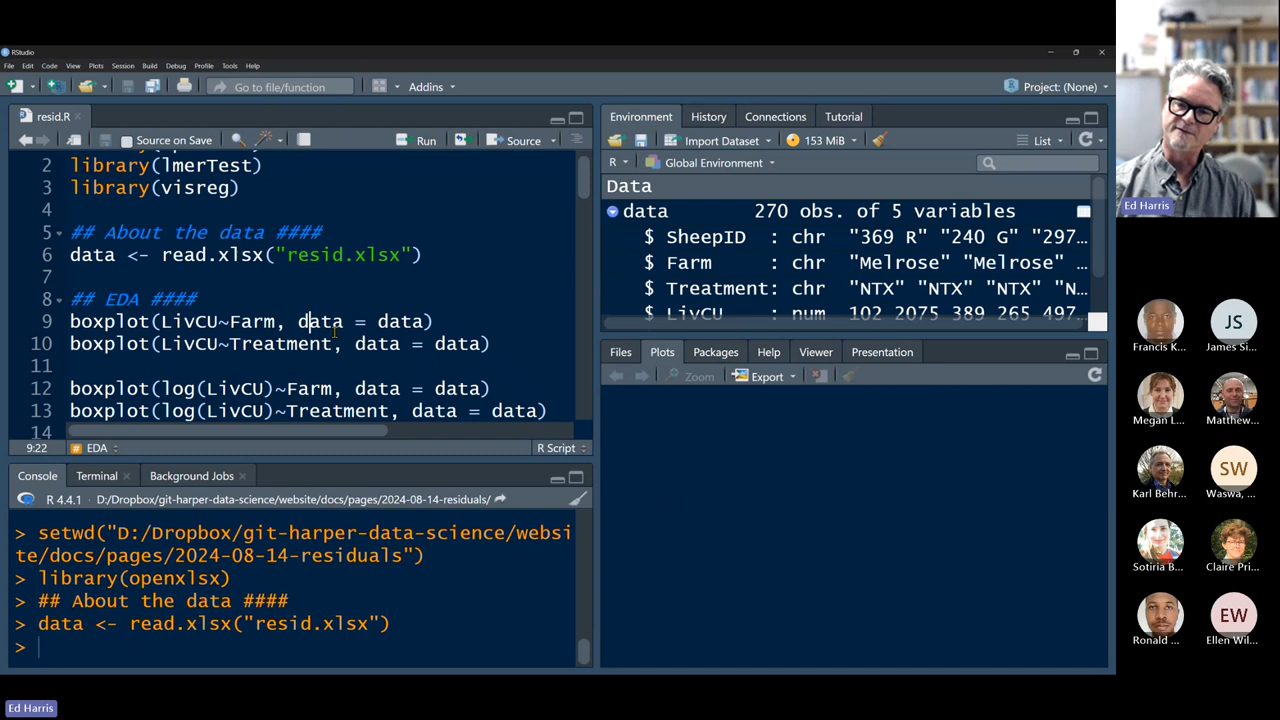 RStudio
File Edit Code View Plots Session Build Debug Profile Tools Help
Go to file/function
Addins
Project: (None)
resid.R
Source on Save
Run
Source
2 library(lmerTest)
3 library(visreg)
4
5 ## About the data ####
6 data <- read.xlsx("resid.xlsx")
7
8 ## EDA ####
9 boxplot(LivCU~Farm, data = data)
10 boxplot(LivCU~Treatment, data = data)
11
12 boxplot(log(LivCU)~Farm, data = data)
13 boxplot(log(LivCU)~Treatment, data = data)
14
9:22
EDA
R Script
Console Terminal Background Jobs
R 4.4.1 · D:/Dropbox/git-harper-data-science/website/docs/pages/2024-08-14-residuals/
> setwd("D:/Dropbox/git-harper-data-science/websi
te/docs/pages/2024-08-14-residuals")
> library(openxlsx)
> ## About the data ####
> data <- read.xlsx("resid.xlsx")
>
Environment History Connections Tutorial
Import Dataset
153 MiB
List
R
Global Environment
Data
data 270 obs. of 5 variables
$ SheepID : chr "369 R" "240 G" "297…
$ Farm : chr "Melrose" "Melrose" …
$ Treatment: chr "NTX" "NTX" "NTX" "N…
$ LivCU : num 102 2075 389 265 497…
Files Plots Packages Help Viewer Presentation
Zoom
Export
Ed Harris
Francis K...
JS
James Si...
Megan L...
Matthew...
Karl Behr...
SW
Waswa, ...
Sotiria B...
Claire Pri...
Ronald ...
EW
Ellen Wil...
Ed Harris